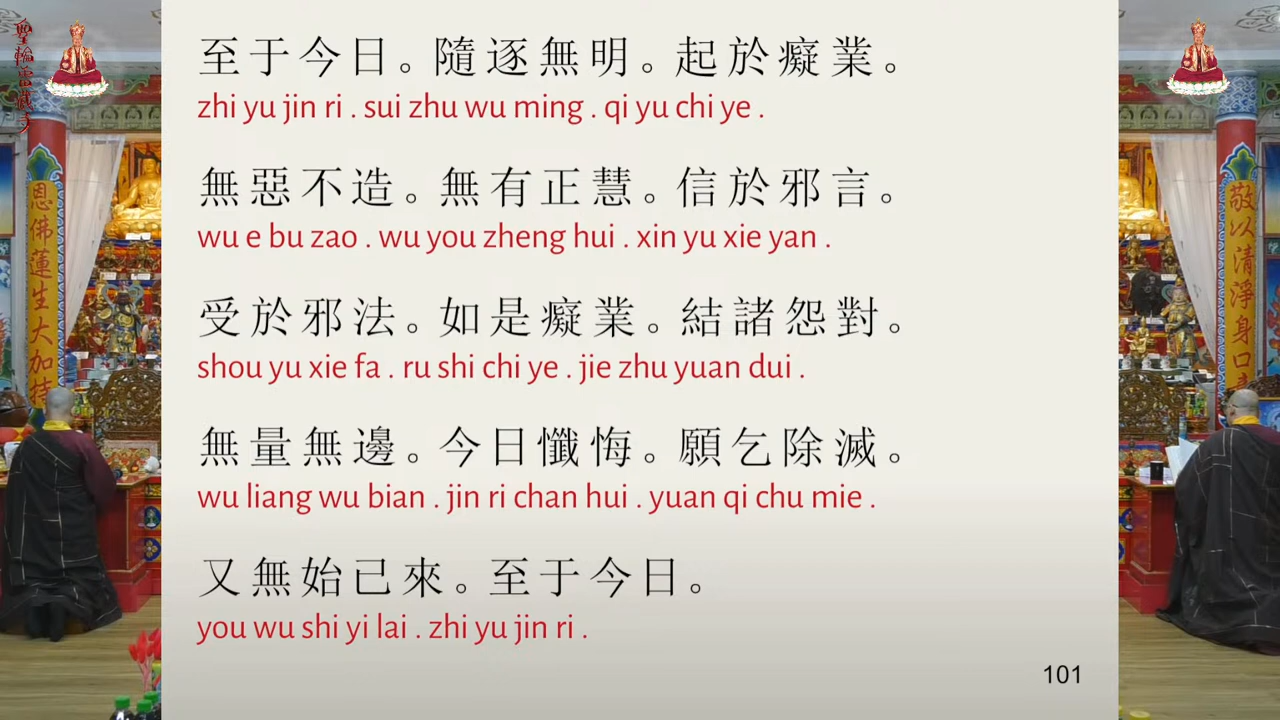 至于今日。隨逐無明。起於癡業。
zhi yu jin ri . sui zhu wu ming . qi yu chi ye .
無惡不造。無有正慧。信於邪言。
wu e bu zao . wu you zheng hui . xin yu xie yan .
受於邪法。如是癡業。結諸怨對。
shou yu xie fa . ru shi chi ye . jie zhu yuan dui .
無量無邊。今日懺悔。願乞除滅。
wu liang wu bian . jin ri chan hui . yuan qi chu mie .
又無始已來。至于今日。
you wu shi yi lai . zhi yu jin ri .
101
聖輪雷藏寺
恩佛蓮生大加持
敬以清淨身口